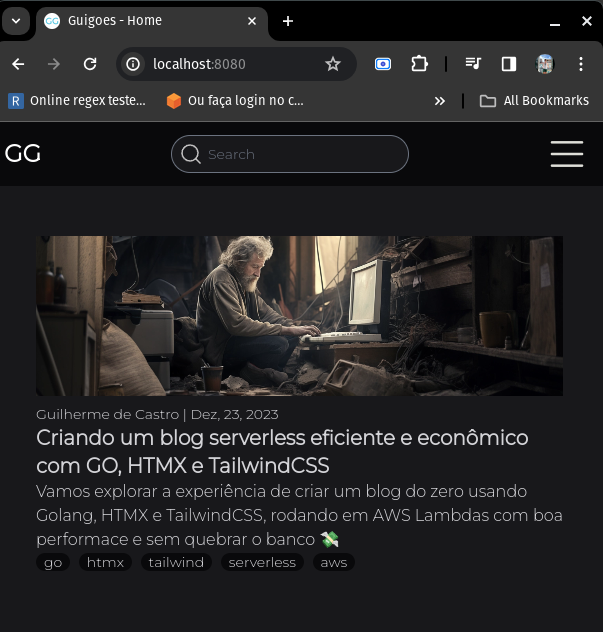 GG Guigoes - Home
localhost:8080
R Online regex teste... Ou faça login no c... All Bookmarks
GG Search
Guilherme de Castro | Dez, 23, 2023
Criando um blog serverless eficiente e econômico
com GO, HTMX e TailwindCSS
Vamos explorar a experiência de criar um blog do zero usando
Golang, HTMX e TailwindCSS, rodando em AWS Lambdas com boa
performace e sem quebrar o banco 💸
go htmx tailwind serverless aws